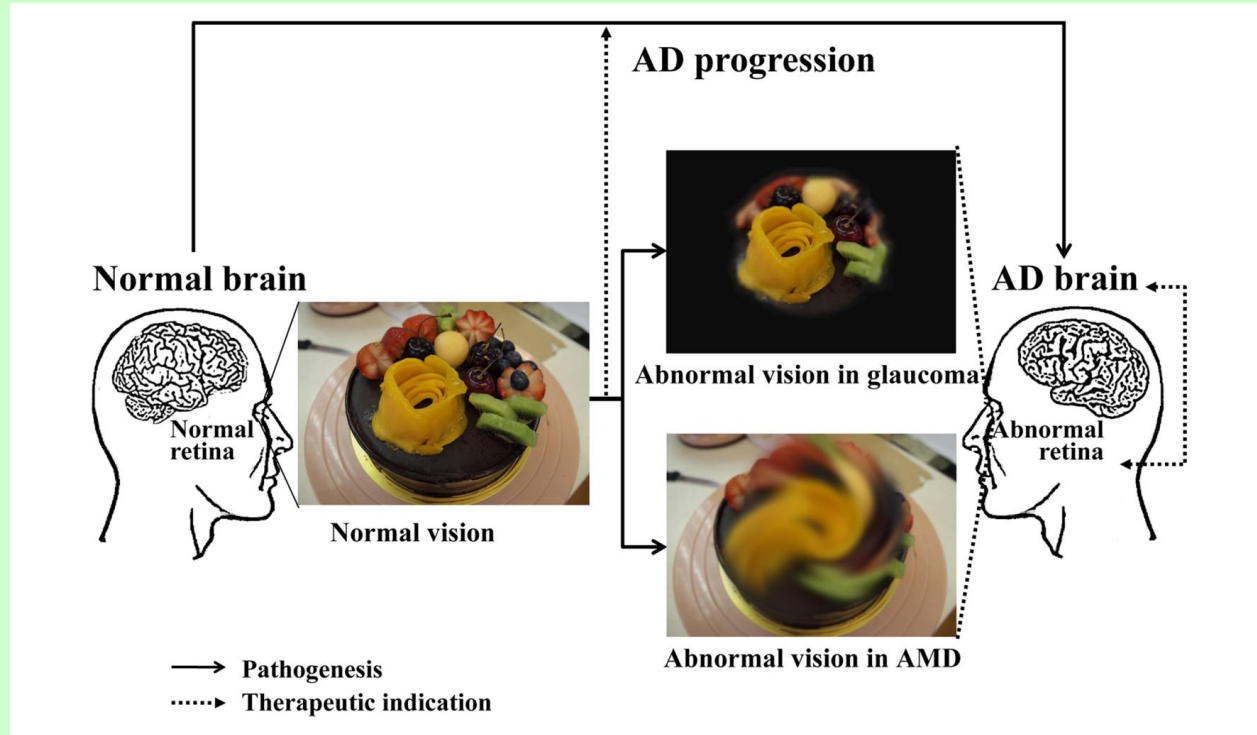 AD progression
Normal brain
AD brain
Normal
retina
Abnormal
retina
Abnormal vision in glaucoma
Normal vision
Abnormal vision in AMD
Pathogenesis
Therapeutic indication